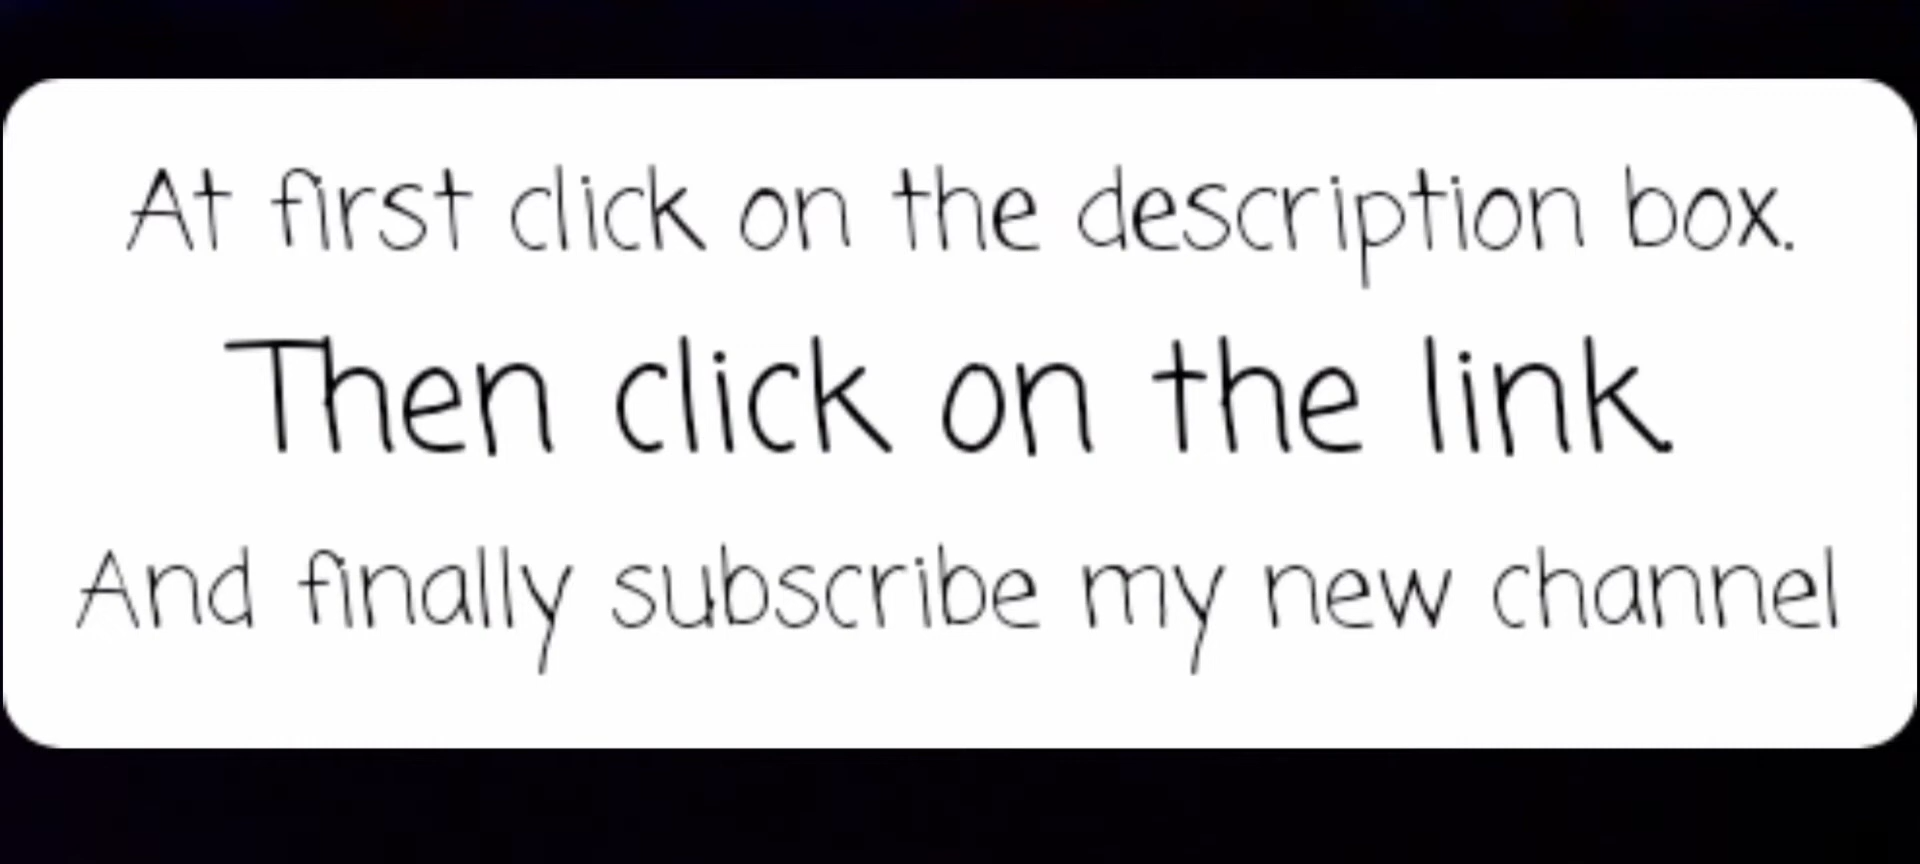 At first click on the description box.
Then click on the link.
And finally subscribe my new channel